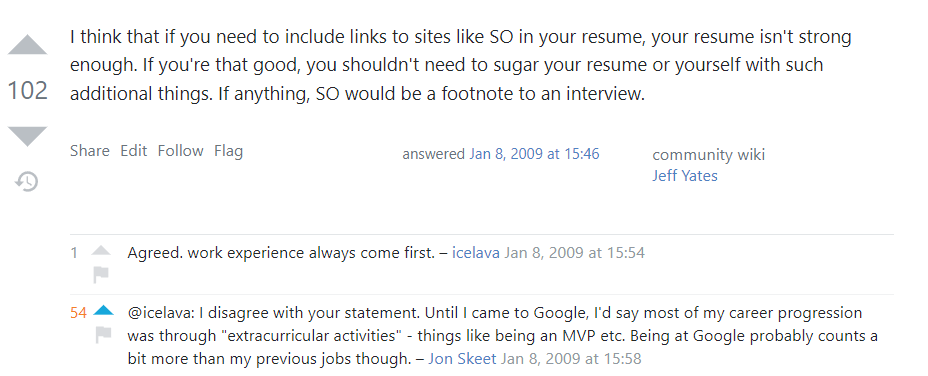 I think that if you need to include links to sites like SO in your resume, your resume isn't strong
enough. If you're that good, you shouldn't need to sugar your resume or yourself with such
102
additional things. If anything, SO would be a footnote to an interview.
Share Edit Follow Flag
answered Jan 8, 2009 at 15:46
community wiki
Jeff Yates
1
Agreed. work experience always come first. – icelava Jan 8, 2009 at 15:54
54
@icelava: I disagree with your statement. Until I came to Google, I'd say most of my career progression
was through "extracurricular activities" - things like being an MVP etc. Being at Google probably counts a
bit more than my previous jobs though. – Jon Skeet Jan 8, 2009 at 15:58